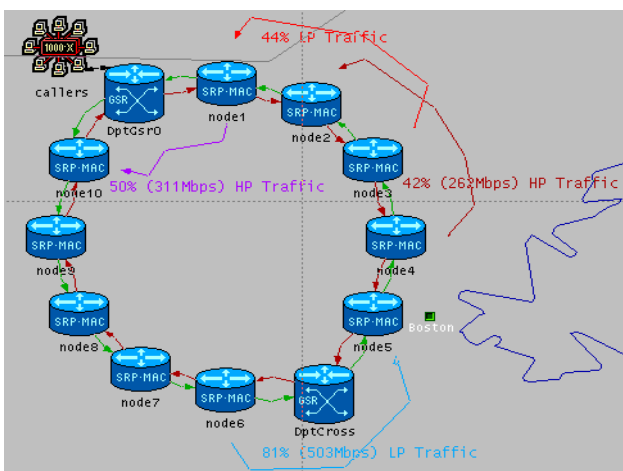 44% LP Traffic
1000-X
callers
GSR
DptGsr0
SRP-MAC
node1
SRP-MAC
node2
SRP-MAC
node10
50% (311Mbps) HP Traffic
SRP-MAC
node3
42% (262Mbps) HP Traffic
SRP-MAC
node9
SRP-MAC
node4
SRP-MAC
node8
SRP-MAC
node5
Boston
SRP-MAC
node7
SRP-MAC
node6
GSR
DptCross
81% (503Mbps) LP Traffic